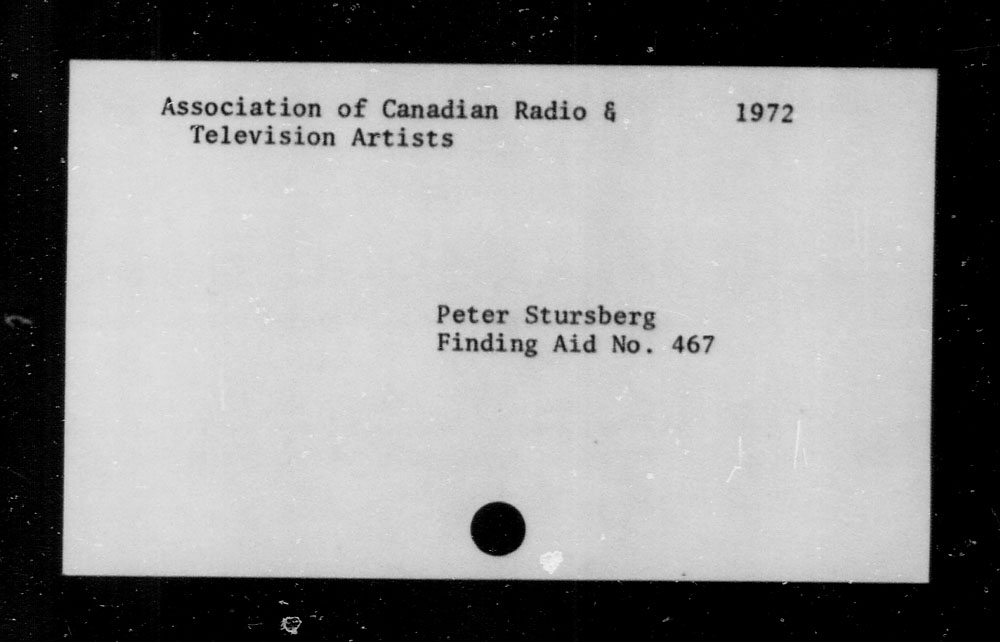 Association of Canadian Radio & 1972
Television Artists
Peter Stursberg
Finding Aid No. 467